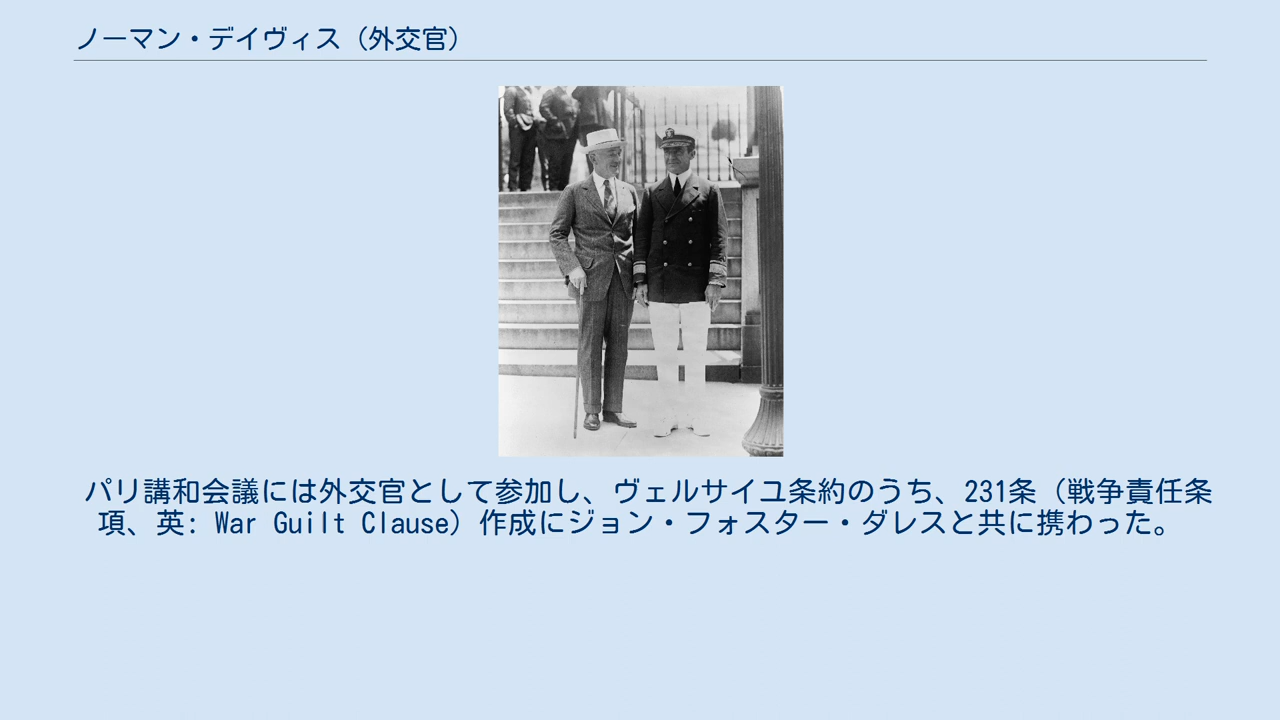 ノーマン・デイヴィス（外交官）
パリ講和会議には外交官として参加し、ヴェルサイユ条約のうち、231条（戦争責任条
項、英: War Guilt Clause）作成にジョン・フォスター・ダレスと共に携わった。